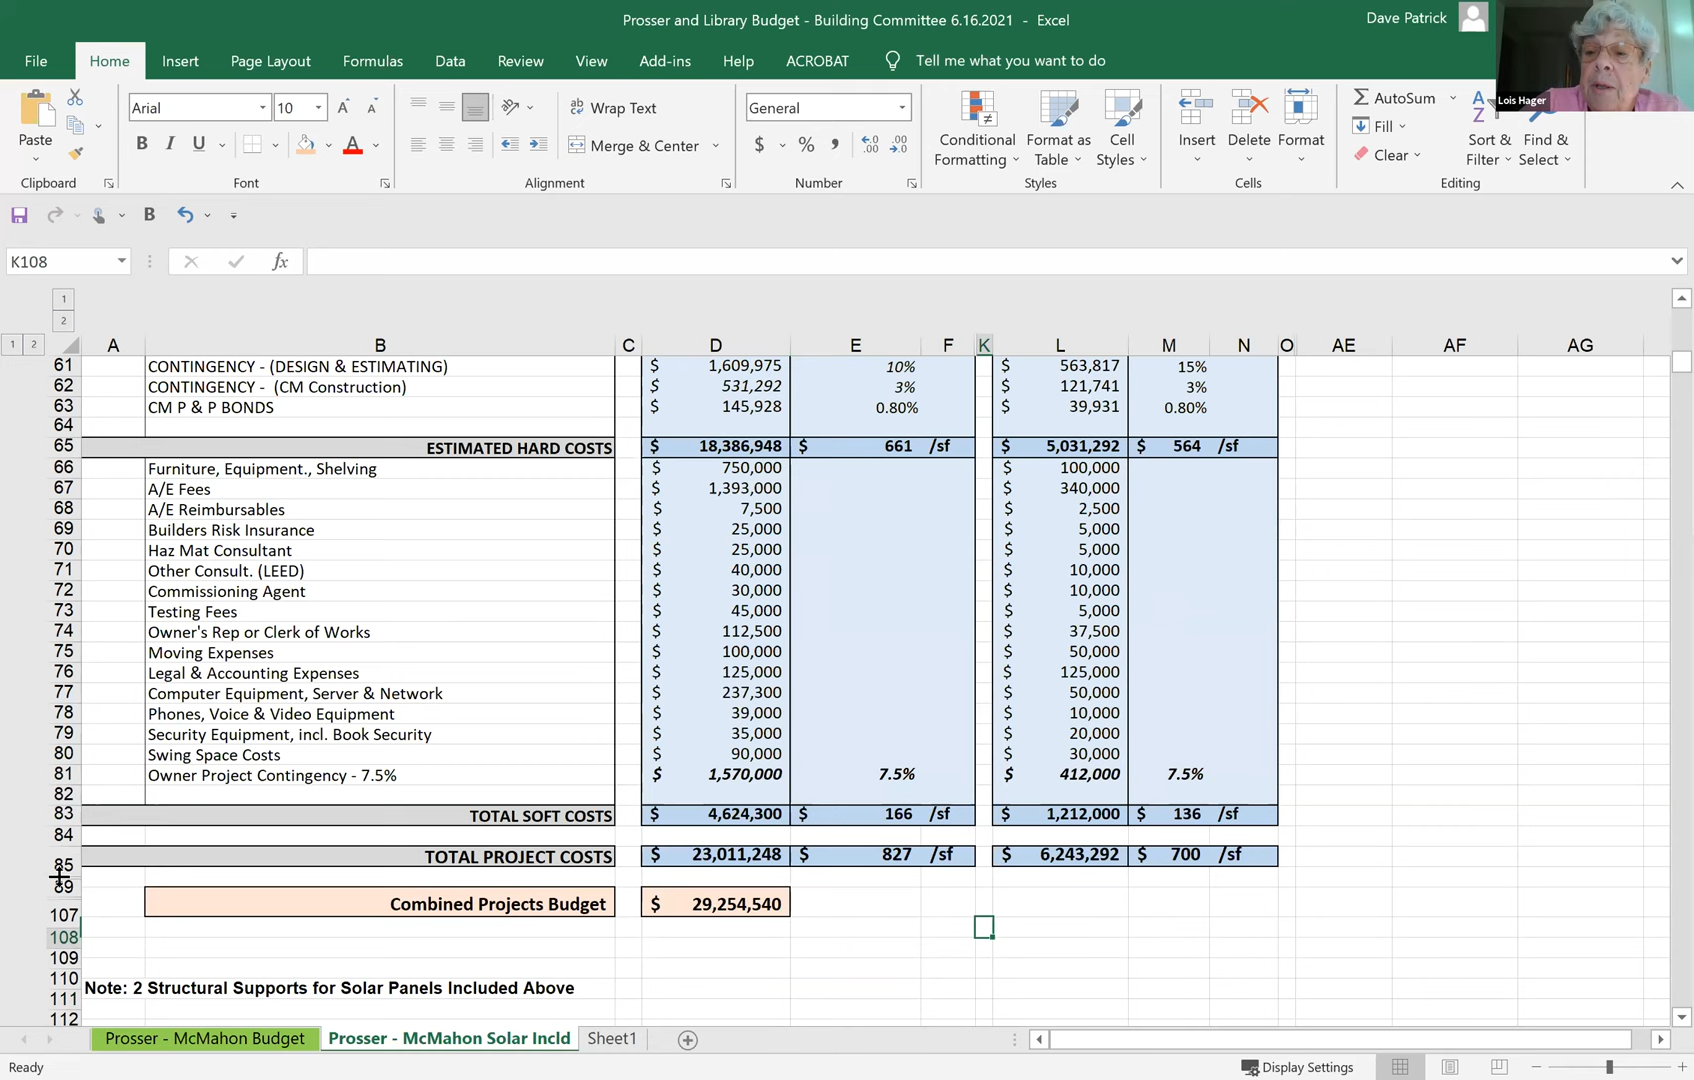 Prosser and Library Budget - Building Committee 6.16.2021 - Excel
Dave Patrick
File Home Insert Page Layout Formulas Data Review View Add-ins Help ACROBAT Tell me what you want to do
Lois Hager
Paste
Arial 10
Wrap Text
General
Conditional Formatting
Format as Table
Cell Styles
Insert Delete Format
AutoSum
Fill
Clear
Sort & Filter
Find & Select
B I U
Merge & Center
$ % ,
Clipboard Font Alignment Number Styles Cells Editing
B
K108 fx
1
2
1 2 A B C D E F K L M N O AE AF AG
61 CONTINGENCY - (DESIGN & ESTIMATING) $ 1,609,975 10% $ 563,817 15%
62 CONTINGENCY - (CM Construction) $ 531,292 3% $ 121,741 3%
63 CM P & P BONDS $ 145,928 0.80% $ 39,931 0.80%
64
65 ESTIMATED HARD COSTS $ 18,386,948 $ 661 /sf $ 5,031,292 $ 564 /sf
66 Furniture, Equipment., Shelving $ 750,000 $ 100,000
67 A/E Fees $ 1,393,000 $ 340,000
68 A/E Reimbursables $ 7,500 $ 2,500
69 Builders Risk Insurance $ 25,000 $ 5,000
70 Haz Mat Consultant $ 25,000 $ 5,000
71 Other Consult. (LEED) $ 40,000 $ 10,000
72 Commissioning Agent $ 30,000 $ 10,000
73 Testing Fees $ 45,000 $ 5,000
74 Owner's Rep or Clerk of Works $ 112,500 $ 37,500
75 Moving Expenses $ 100,000 $ 50,000
76 Legal & Accounting Expenses $ 125,000 $ 125,000
77 Computer Equipment, Server & Network $ 237,300 $ 50,000
78 Phones, Voice & Video Equipment $ 39,000 $ 10,000
79 Security Equipment, incl. Book Security $ 35,000 $ 20,000
80 Swing Space Costs $ 90,000 $ 30,000
81 Owner Project Contingency - 7.5% $ 1,570,000 7.5% $ 412,000 7.5%
82
83 TOTAL SOFT COSTS $ 4,624,300 $ 166 /sf $ 1,212,000 $ 136 /sf
84
85 TOTAL PROJECT COSTS $ 23,011,248 $ 827 /sf $ 6,243,292 $ 700 /sf
89
107 Combined Projects Budget $ 29,254,540
108
109
110
111 Note: 2 Structural Supports for Solar Panels Included Above
112
Prosser - McMahon Budget Prosser - McMahon Solar Incld Sheet1
Ready Display Settings